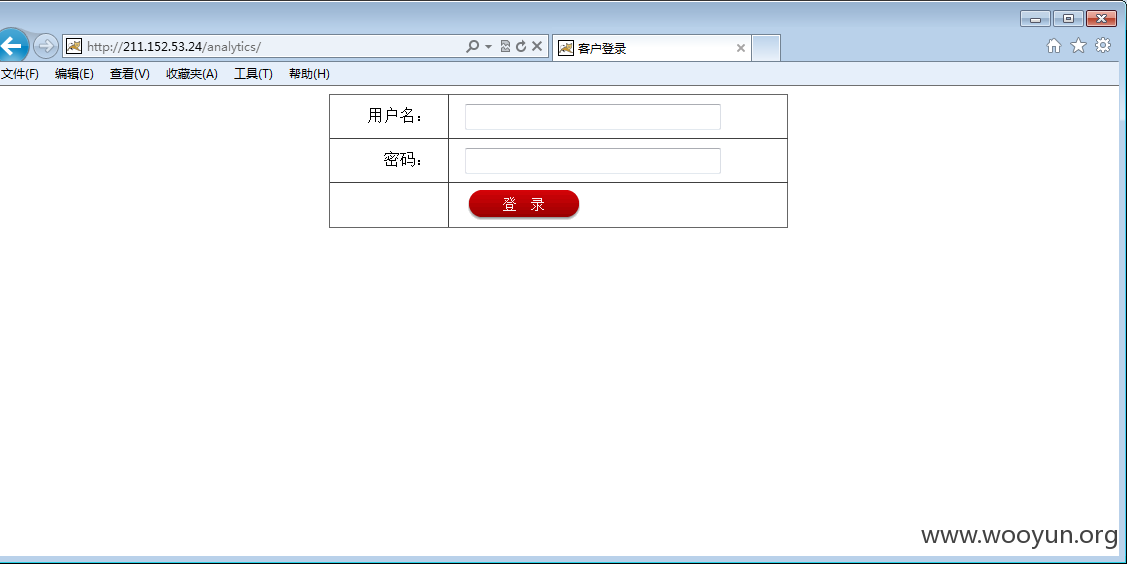 http://211.152.53.24/analytics/
客户登录
文件(F) 编辑(E) 查看(V) 收藏夹(A) 工具(T) 帮助(H)
用户名：
密码：
登 录
www.wooyun.org